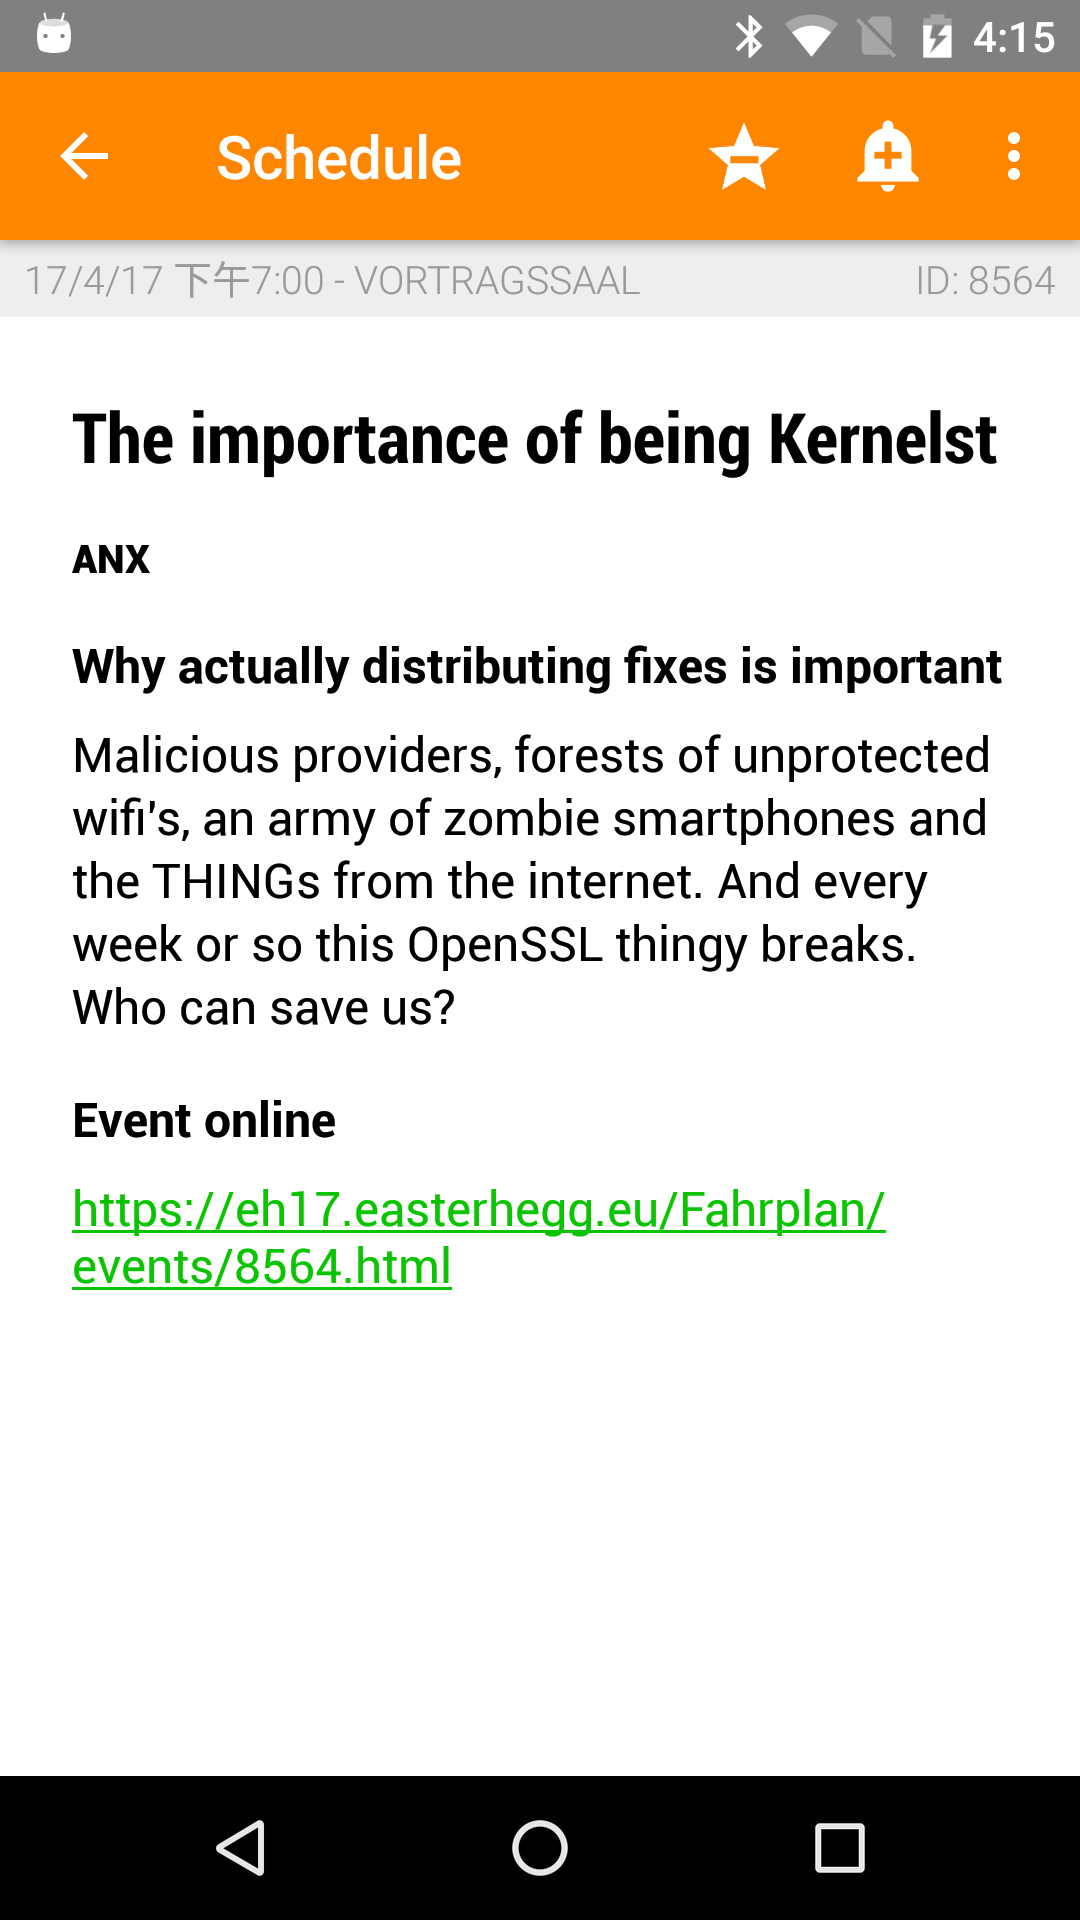 4:15
Schedule
17/4/17 下午7:00 - VORTRAGSSAAL ID: 8564
The importance of being Kernelst
ANX
Why actually distributing fixes is important
Malicious providers, forests of unprotected
wifi's, an army of zombie smartphones and
the THINGs from the internet. And every
week or so this OpenSSL thingy breaks.
Who can save us?
Event online
https://eh17.easterhegg.eu/Fahrplan/
events/8564.html